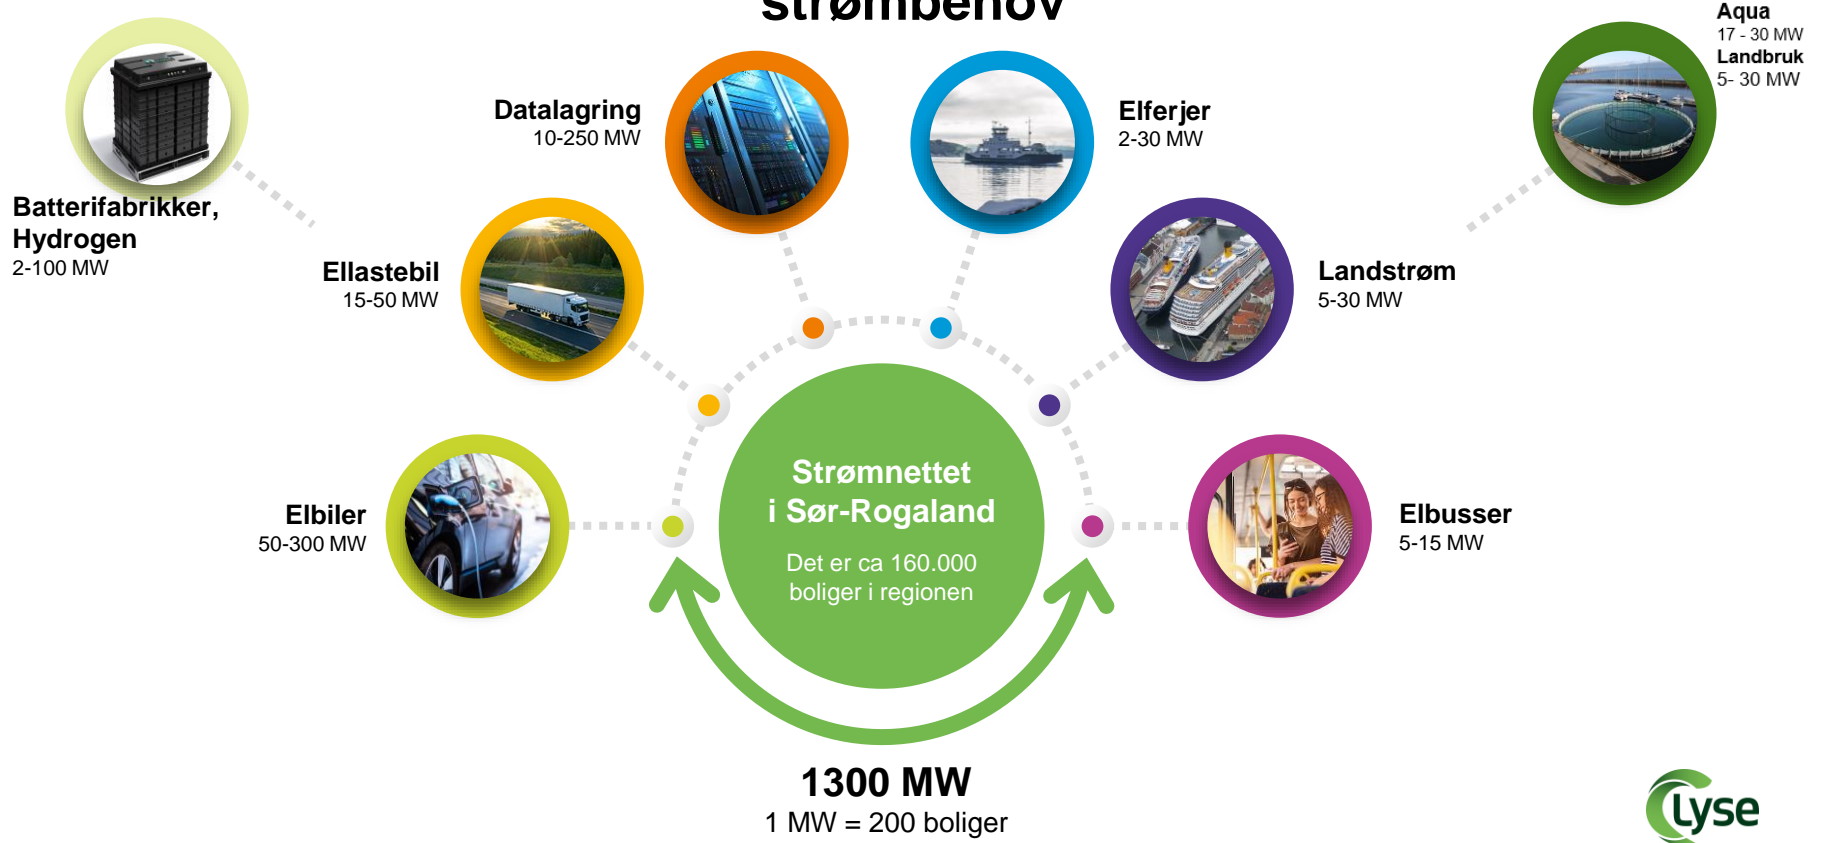 strømbehov
Aqua
17 - 30 MW
Landbruk
5- 30 MW
Datalagring
10-250 MW
Elferjer
2-30 MW
Batterifabrikker,
Hydrogen
2-100 MW
Ellastebil
15-50 MW
Landstrøm
5-30 MW
Strømnettet
i Sør-Rogaland
Det er ca 160.000
boliger i regionen
Elbiler
50-300 MW
Elbusser
5-15 MW
1300 MW
1 MW = 200 boliger
Lyse